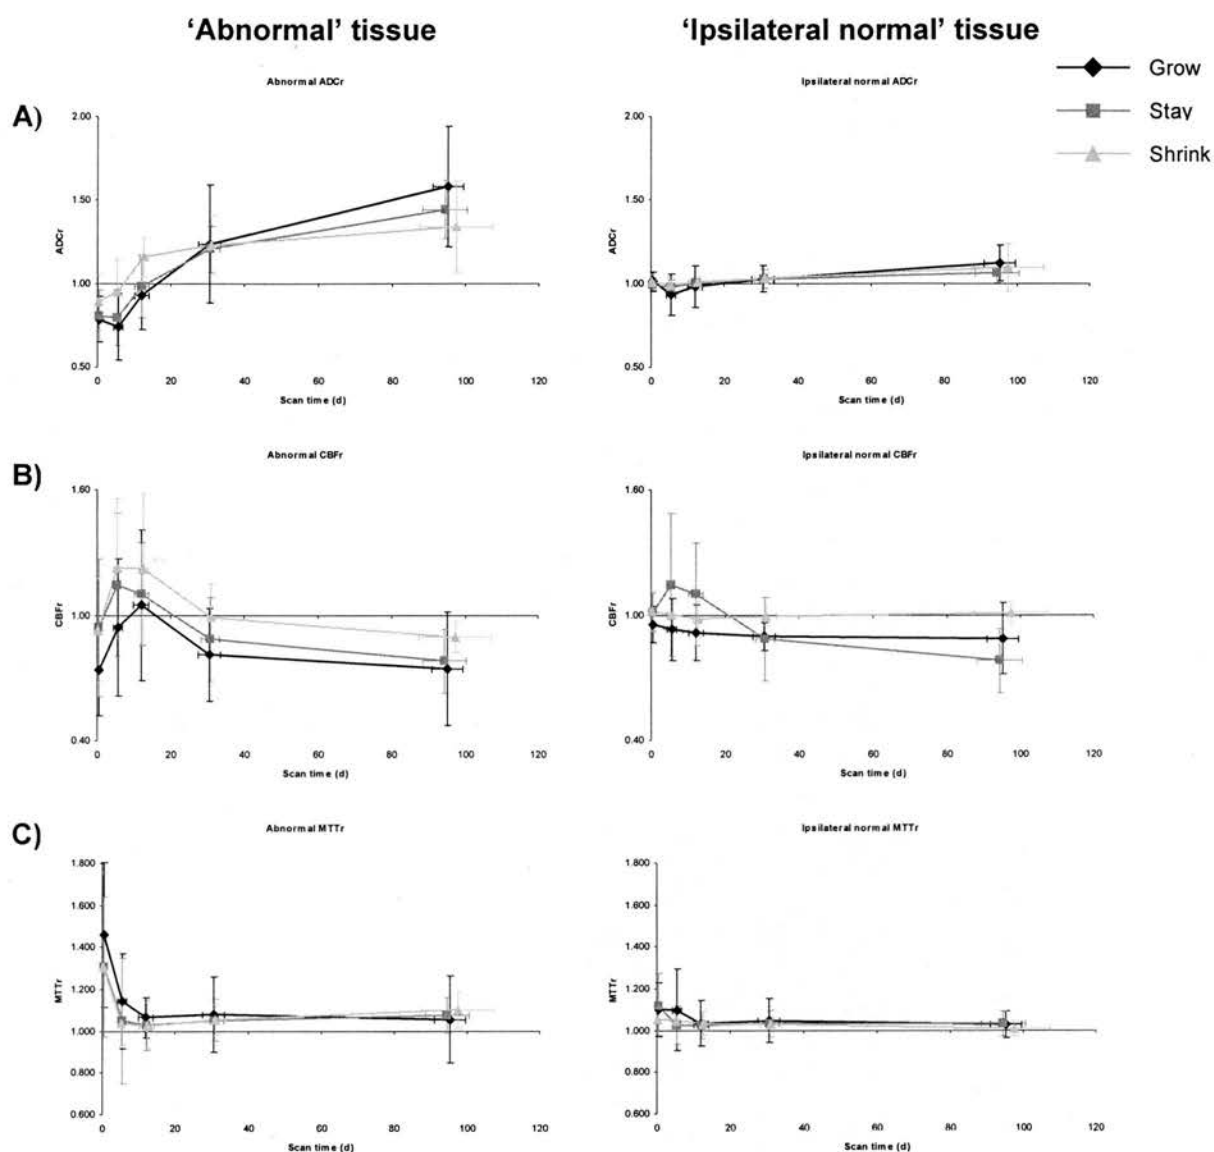 ‘Abnormal’ tissue
‘Ipsilateral normal’ tissue
Grow
Stay
Shrink
A)
Abnormal ADCr
2.00
1.50
1.00
0.50
ADCr
0 20 40 60 80 100 120
Scan time (d)
Ipsilateral normal ADCr
2.00
1.50
1.00
0.50
ADCr
0 20 40 60 80 100 120
Scan time (d)
B)
Abnormal CBFr
1.60
1.00
0.40
CBFr
0 20 40 60 80 100 120
Scan time (d)
Ipsilateral normal CBFr
1.60
1.00
0.40
CBFr
0 20 40 60 80 100 120
Scan time (d)
C)
Abnormal MTTr
1.800
1.600
1.400
1.200
1.000
0.800
0.600
MTTr
0 20 40 60 80 100 120
Scan time (d)
Ipsilateral normal MTTr
1.800
1.600
1.400
1.200
1.000
0.800
0.600
MTTr
0 20 40 60 80 100 120
Scan time (d)